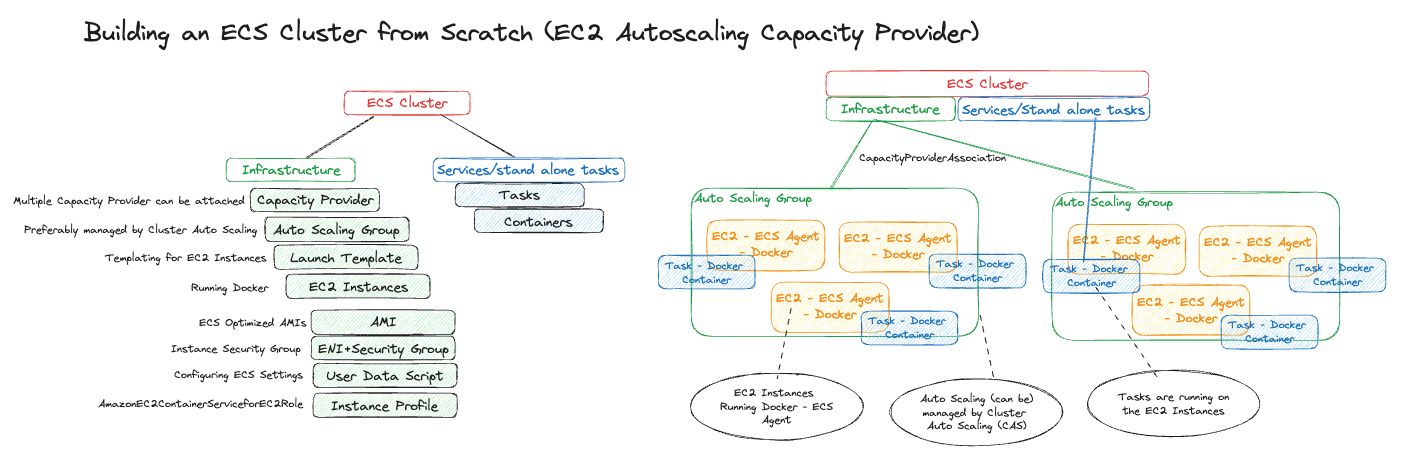 Building an ECS Cluster from Scratch (EC2 Autoscaling Capacity Provider)
ECS Cluster
Infrastructure
Services/stand alone tasks
Multiple Capacity Provider can be attached
Capacity Provider
Tasks
Containers
Preferably managed by Cluster Auto Scaling
Auto Scaling Group
Templating for EC2 Instances
Launch Template
Running Docker
EC2 Instances
ECS Optimized AMIs
AMI
Instance Security Group
ENI+Security Group
Configuring ECS Settings
User Data Script
AmazonEC2ContainerServiceforEC2Role
Instance Profile
ECS Cluster
Infrastructure
Services/Stand alone tasks
CapacityProviderAssociation
Auto Scaling Group
EC2 - ECS Agent
- Docker
EC2 - ECS Agent
- Docker
Task - Docker
Container
Task - Docker
Container
EC2 - ECS Agent
- Docker
Task - Docker
Container
Auto Scaling Group
EC2 - ECS Agent
- Docker
EC2 - ECS Agent
- Docker
Task - Docker
Container
Task - Docker
Container
EC2 - ECS Agent
- Docker
Task - Docker
Container
EC2 Instances
Running Docker - ECS
Agent
Auto Scaling (can be)
managed by Cluster
Auto Scaling (CAS)
Tasks are running on
the EC2 Instances